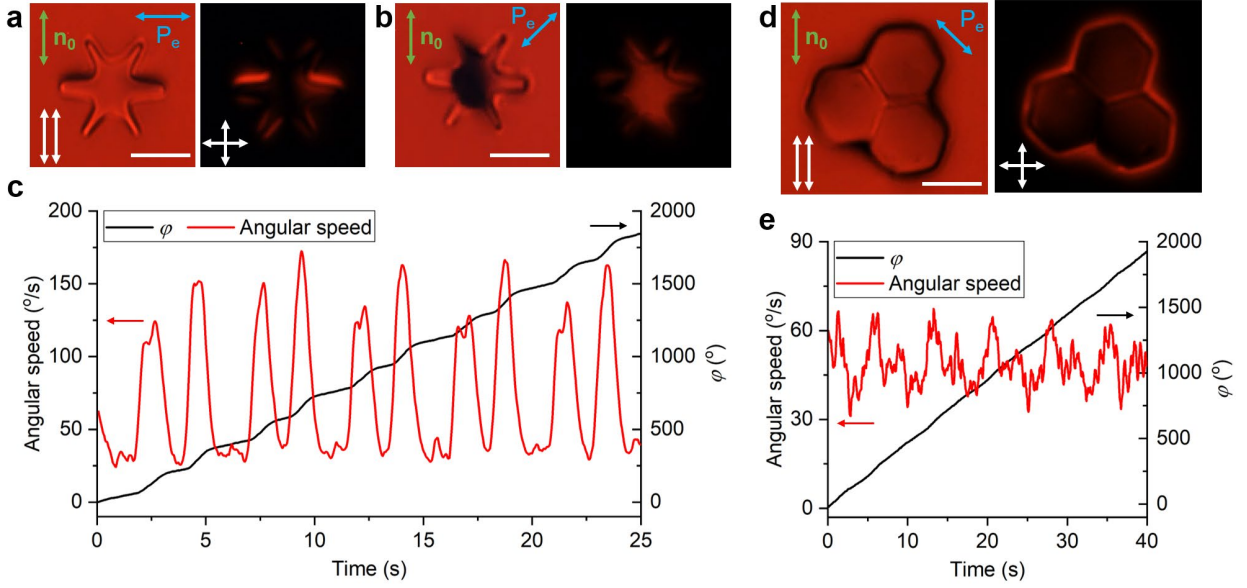 a
n₀
Pₑ
b
n₀
Pₑ
d
n₀
Pₑ
c
φ
Angular speed
200
150
100
50
0
Angular speed (°/s)
2000
1500
1000
500
0
φ (°)
0
5
10
15
20
25
Time (s)
e
φ
Angular speed
90
60
30
0
Angular speed (°/s)
2000
1500
1000
500
0
φ (°)
0
10
20
30
40
Time (s)